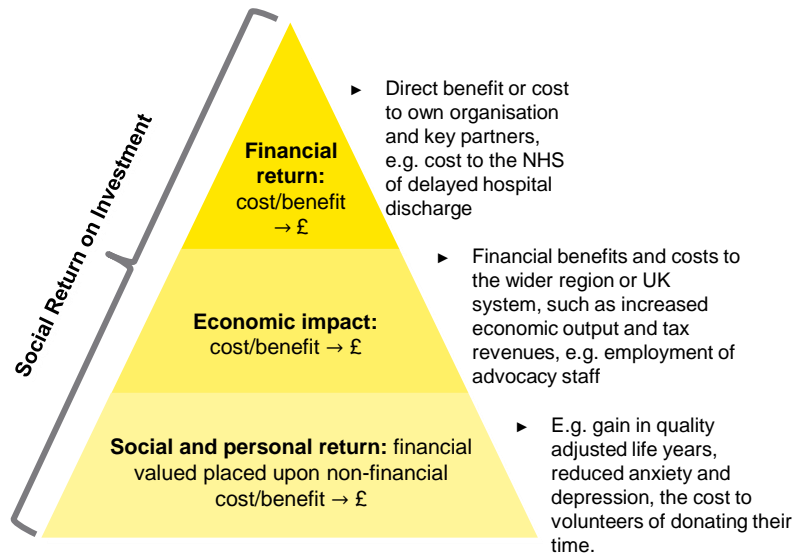 Social Return on Investment
Financial
return:
cost/benefit
→ £
► Direct benefit or cost
to own organisation
and key partners,
e.g. cost to the NHS
of delayed hospital
discharge
Economic impact:
cost/benefit → £
► Financial benefits and costs to
the wider region or UK
system, such as increased
economic output and tax
revenues, e.g. employment of
advocacy staff
Social and personal return: financial
valued placed upon non-financial
cost/benefit → £
► E.g. gain in quality
adjusted life years,
reduced anxiety and
depression, the cost to
volunteers of donating their
time.